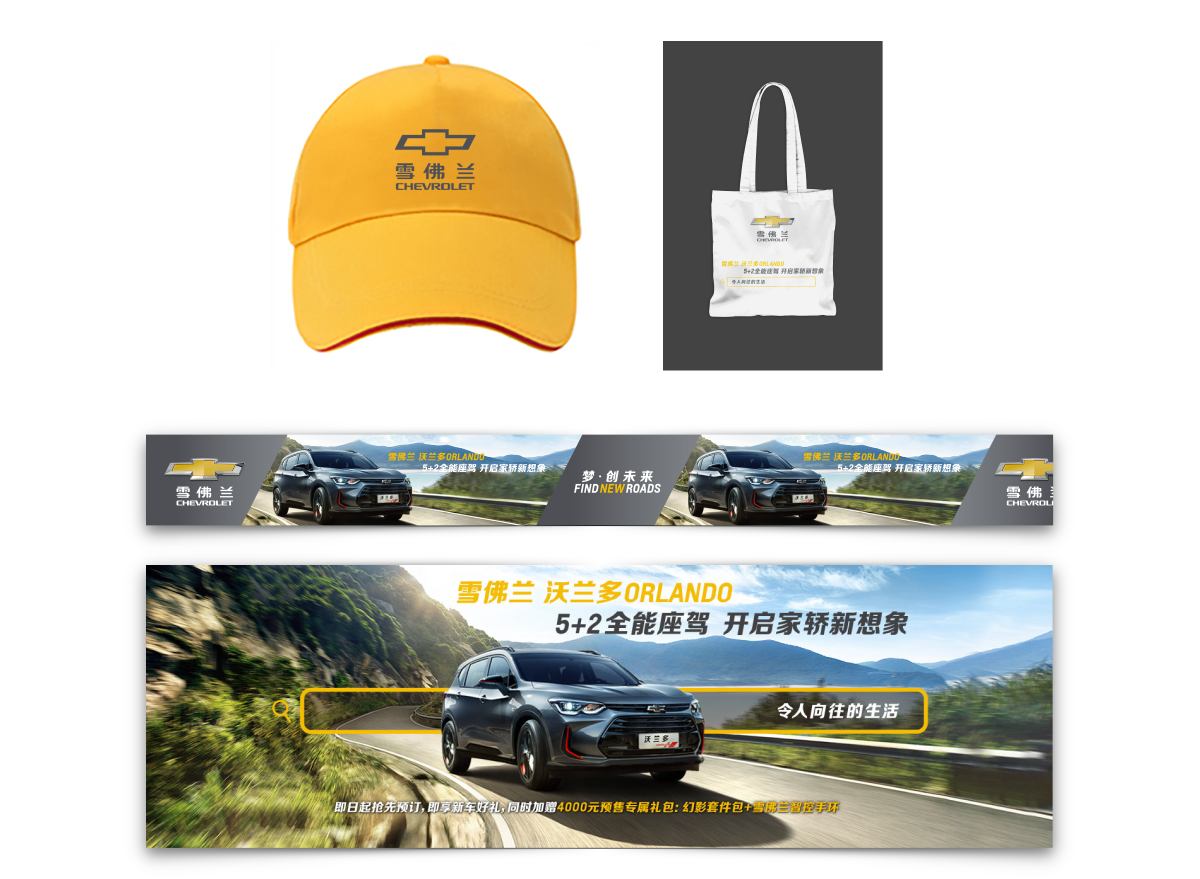 雪佛兰
CHEVROLET
雪佛兰
CHEVROLET
雪佛兰 沃兰多ORLANDO
5+2全能座驾 开启家轿新想象
令人向往的生活
雪佛兰
CHEVROLET
雪佛兰 沃兰多ORLANDO
5+2全能座驾 开启家轿新想象
沃兰多
梦·创未来
FIND NEW ROADS
雪佛兰 沃兰多ORLANDO
5+2全能座驾 开启家轿新想象
沃兰多
雪佛兰
CHEVROLET
雪佛兰 沃兰多ORLANDO
5+2全能座驾 开启家轿新想象
令人向往的生活
沃兰多
即日起抢先预订,即享新车好礼,同时加赠4000元预售专属礼包: 幻影套件包+雪佛兰智控手环